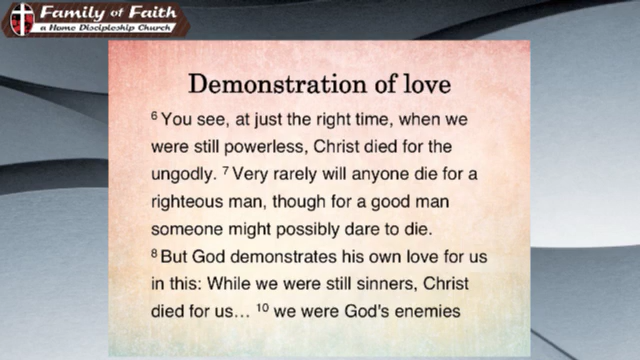 Family of Faith
a Home Discipleship Church
Demonstration of love
6 You see, at just the right time, when we
were still powerless, Christ died for the
ungodly. 7 Very rarely will anyone die for a
righteous man, though for a good man
someone might possibly dare to die.
8 But God demonstrates his own love for us
in this: While we were still sinners, Christ
died for us... 10 we were God's enemies